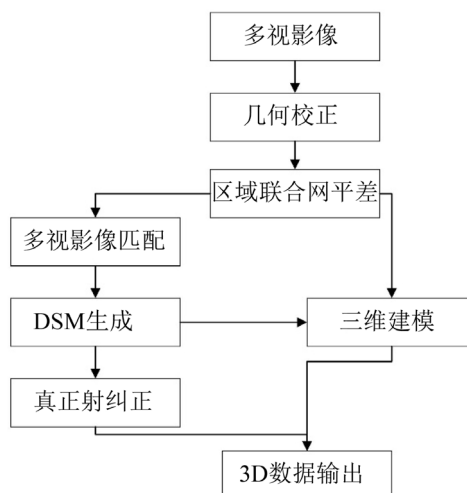 多视影像
几何校正
区域联合网平差
多视影像匹配
DSM生成
三维建模
真正射纠正
3D数据输出